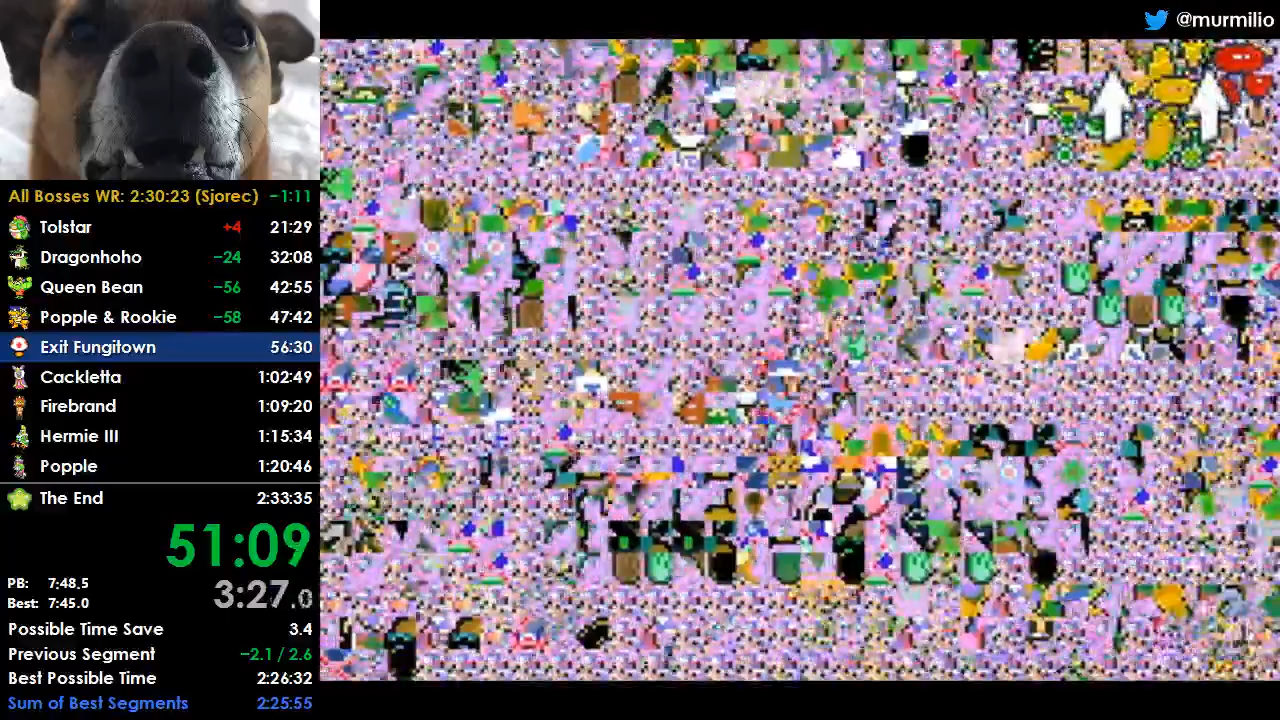 @murmilio
All Bosses WR: 2:30:23 (Sjorec) −1:11
Tolstar +4 21:29
Dragonhoho −24 32:08
Queen Bean −56 42:55
Popple & Rookie −58 47:42
Exit Fungitown 56:30
Cackletta 1:02:49
Firebrand 1:09:20
Hermie III 1:15:34
Popple 1:20:46
The End 2:33:35
51:09
PB: 7:48.5
Best: 7:45.0
3:27.0
Possible Time Save 3.4
Previous Segment −2.1 / 2.6
Best Possible Time 2:26:32
Sum of Best Segments 2:25:55